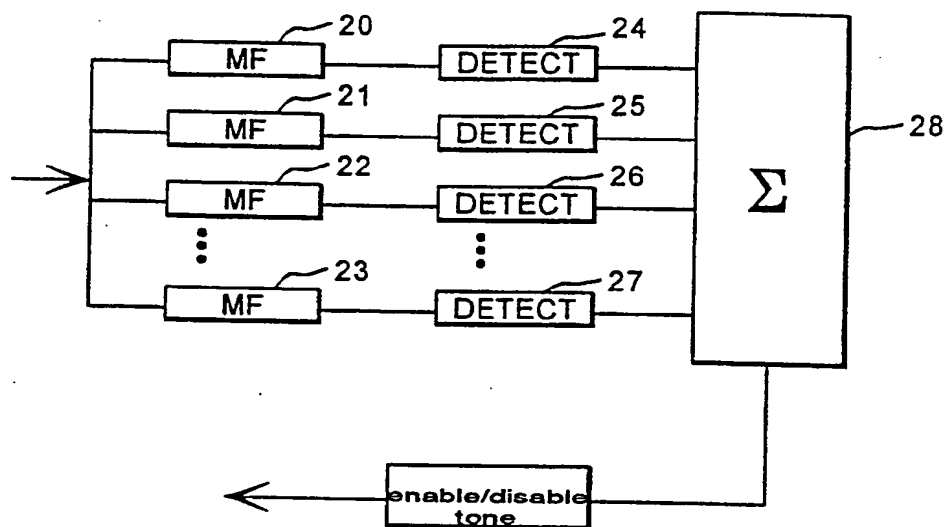 20
MF
24
DETECT
21
MF
25
DETECT
28
22
MF
26
DETECT
Σ
23
MF
27
DETECT
enable/disable
tone